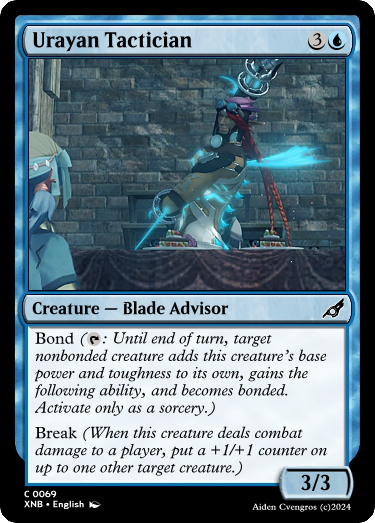 Urayan Tactician 3
Creature — Blade Advisor
Bond (: Until end of turn, target
nonbonded creature adds this creature's base
power and toughness to its own, gains the
following ability, and becomes bonded.
Activate only as a sorcery.)
Break (When this creature deals combat
damage to a player, put a +1/+1 counter on
up to one other target creature.)
3/3
C 0069
XNB • English
Aiden Cvengros (c)2024